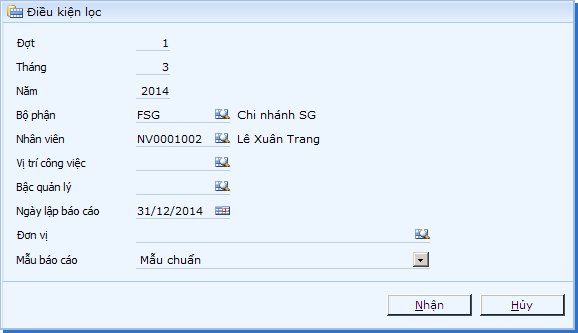 Điều kiện lọc
Đợt 1
Tháng 3
Năm 2014
Bộ phận FSG Chi nhánh SG
Nhân viên NV0001002 Lê Xuân Trang
Vị trí công việc
Bậc quản lý
Ngày lập báo cáo 31/12/2014
Đơn vị
Mẫu báo cáo Mẫu chuẩn
Nhận Hủy